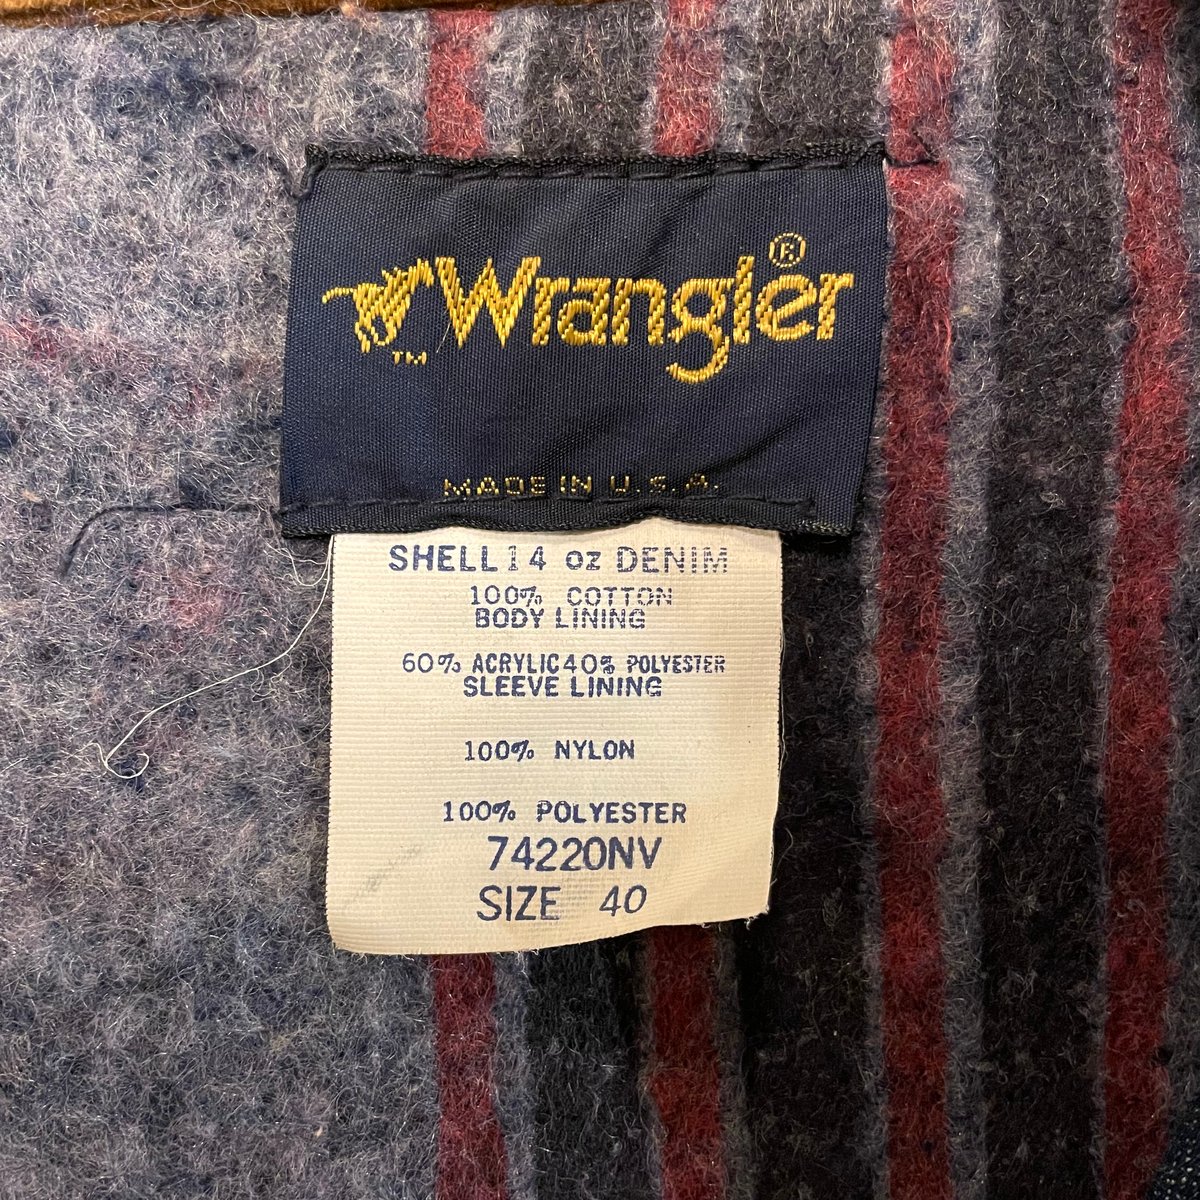 Wrangler®
TM
MADE IN U.S.A.
SHELL 14 oz DENIM
100% COTTON
BODY LINING
60% ACRYLIC 40% POLYESTER
SLEEVE LINING
100% NYLON
100% POLYESTER
74220NV
SIZE 40